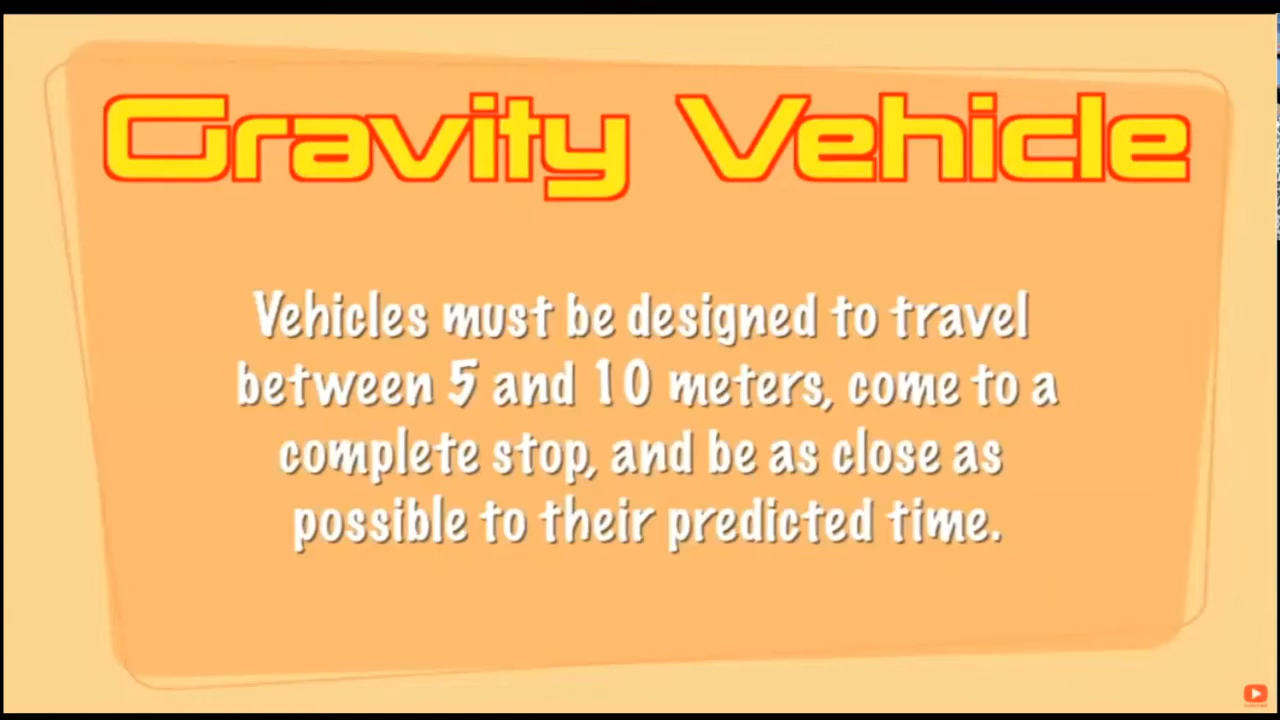 Gravity Vehicle
Vehicles must be designed to travel
between 5 and 10 meters, come to a
complete stop, and be as close as
possible to their predicted time.